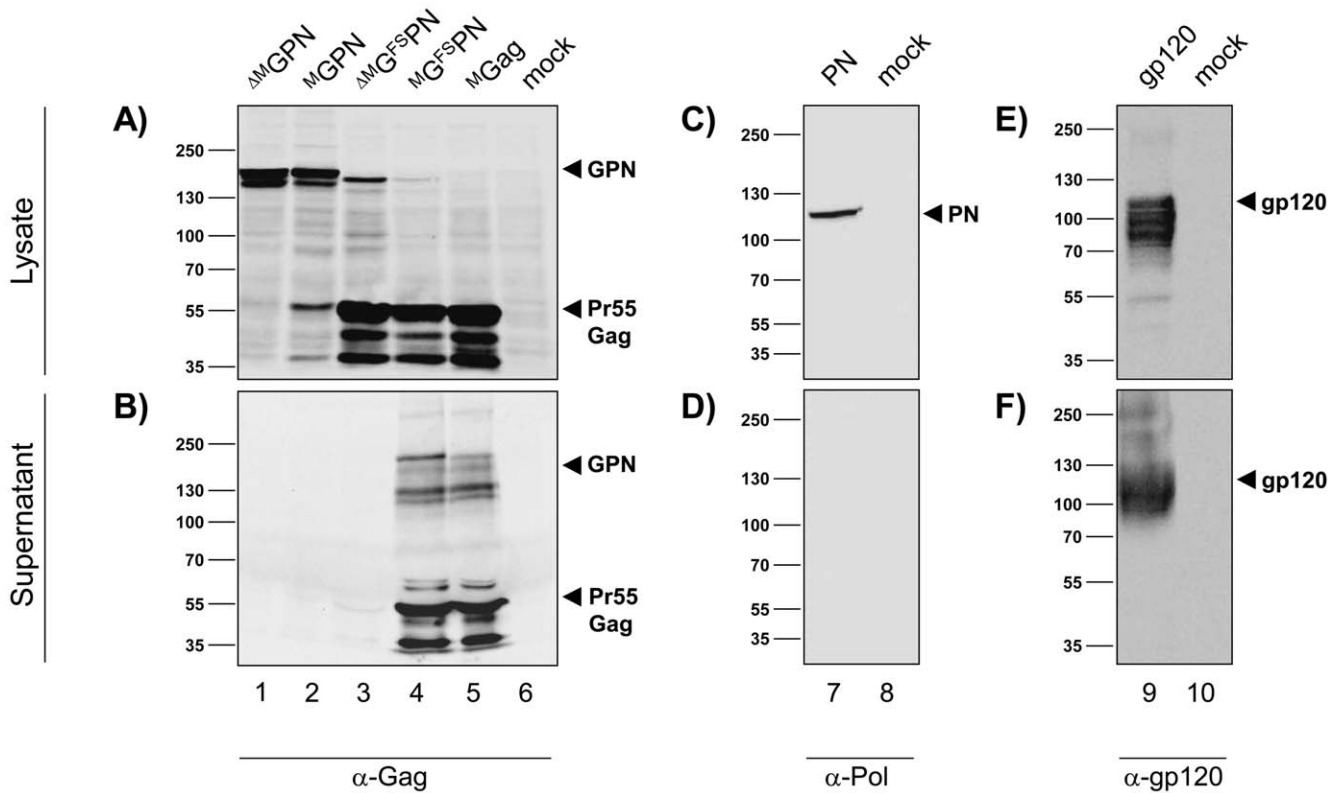 ΔMGPN MGPN ΔMGFSPN MGFSPN MGag mock
PN mock
gp120 mock
Lysate
A)
250
130
100
70
55
35
GPN
Pr55
Gag
C)
250
130
100
70
55
35
PN
E)
250
130
100
70
55
35
gp120
Supernatant
B)
250
130
100
70
55
35
GPN
Pr55
Gag
D)
250
130
100
70
55
35
F)
250
130
100
70
55
35
gp120
1 2 3 4 5 6
7 8
9 10
α-Gag
α-Pol
α-gp120